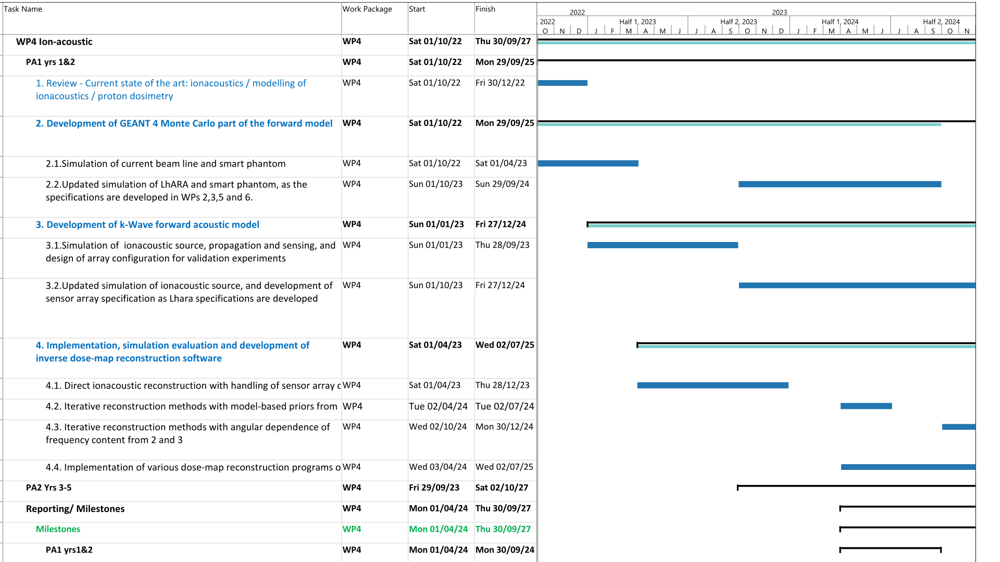 Task Name Work Package Start Finish
2022 2023
, 2022 Half 1, 2023 Half 2, 2023 Half 1, 2024 Half 2, 2024
O N D J F M A M J J A S O N D J F M A M J J A S O N
WP4 Ion-acoustic WP4 Sat 01/10/22 Thu 30/09/27
PA1 yrs 1&2 WP4 Sat 01/10/22 Mon 29/09/25
1. Review - Current state of the art: ionacoustics / modelling of WP4 Sat 01/10/22 Fri 30/12/22
ionacoustics / proton dosimetry
2. Development of GEANT 4 Monte Carlo part of the forward model WP4 Sat 01/10/22 Mon 29/09/25
2.1.Simulation of current beam line and smart phantom WP4 Sat 01/10/22 Sat 01/04/23
2.2.Updated simulation of LhARA and smart phantom, as the WP4 Sun 01/10/23 Sun 29/09/24
specifications are developed in WPs 2,3,5 and 6.
3. Development of k-Wave forward acoustic model WP4 Sun 01/01/23 Fri 27/12/24
3.1.Simulation of  ionacoustic source, propagation and sensing, and WP4 Sun 01/01/23 Thu 28/09/23
design of array configuration for validation experiments
3.2.Updated simulation of ionacoustic source, and development of WP4 Sun 01/10/23 Fri 27/12/24
sensor array specification as Lhara specifications are developed
4. Implementation, simulation evaluation and development of WP4 Sat 01/04/23 Wed 02/07/25
inverse dose-map reconstruction software
4.1. Direct ionacoustic reconstruction with handling of sensor array WP4 Sat 01/04/23 Thu 28/12/23
4.2. Iterative reconstruction methods with model-based priors from WP4 Tue 02/04/24 Tue 02/07/24
4.3. Iterative reconstruction methods with angular dependence of WP4 Wed 02/10/24 Mon 30/12/24
frequency content from 2 and 3
4.4. Implementation of various dose-map reconstruction programs WP4 Wed 03/04/24 Wed 02/07/25
PA2 Yrs 3-5 WP4 Fri 29/09/23 Sat 02/10/27
Reporting/ Milestones WP4 Mon 01/04/24 Thu 30/09/27
Milestones WP4 Mon 01/04/24 Thu 30/09/27
PA1 yrs1&2 WP4 Mon 01/04/24 Mon 30/09/24